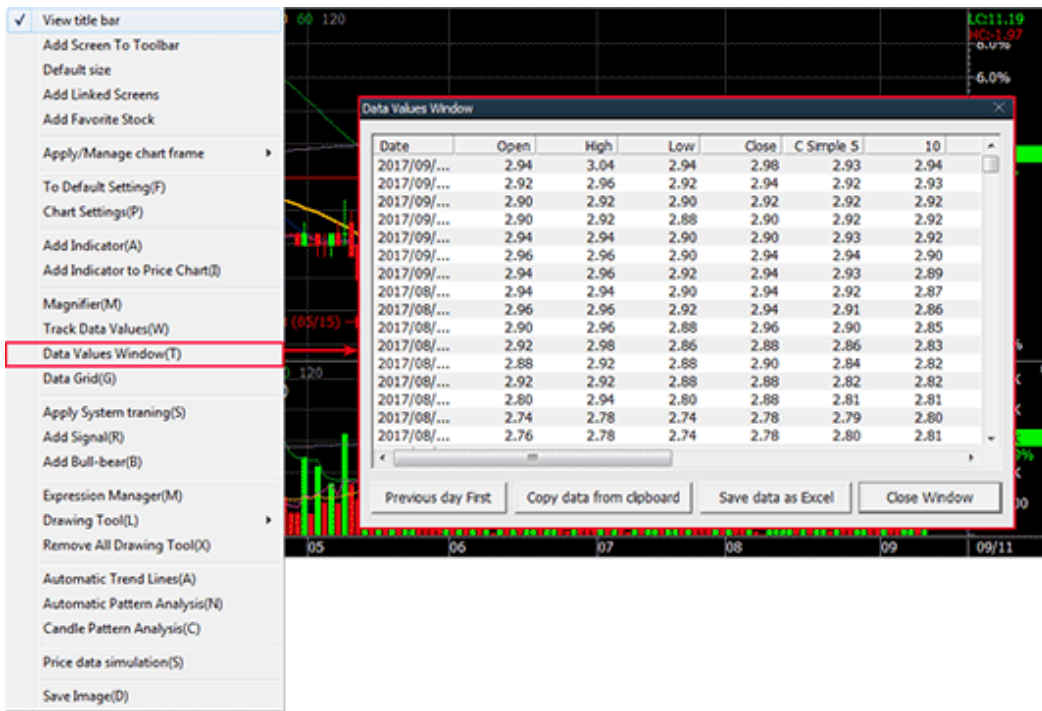 View title bar
Add Screen To Toolbar
Default size
Add Linked Screens
Add Favorite Stock
Apply/Manage chart frame
To Default Setting(F)
Chart Settings(P)
Add Indicator(A)
Add Indicator to Price Chart(I)
Magnifier(M)
Track Data Values(W)
Data Values Window(T)
Data Grid(G)
Apply System traning(S)
Add Signal(R)
Add Bull-bear(B)
Expression Manager(M)
Drawing Tool(L)
Remove All Drawing Tool(X)
Automatic Trend Lines(A)
Automatic Pattern Analysis(N)
Candle Pattern Analysis(C)
Price data simulation(S)
Save Image(D)
60 120
LC:11.19
HC:-1.97
8.0%
6.0%
(05/15)
120
Data Values Window
Date Open High Low Close C Simple 5 10
2017/09/... 2.94 3.04 2.94 2.98 2.93 2.94
2017/09/... 2.92 2.96 2.92 2.94 2.92 2.93
2017/09/... 2.90 2.92 2.90 2.92 2.92 2.92
2017/09/... 2.90 2.92 2.88 2.90 2.92 2.92
2017/09/... 2.94 2.94 2.90 2.90 2.93 2.92
2017/09/... 2.96 2.96 2.90 2.94 2.94 2.90
2017/09/... 2.94 2.96 2.92 2.94 2.93 2.89
2017/08/... 2.94 2.94 2.90 2.94 2.92 2.87
2017/08/... 2.96 2.96 2.92 2.94 2.91 2.86
2017/08/... 2.90 2.96 2.88 2.96 2.90 2.85
2017/08/... 2.92 2.98 2.86 2.88 2.86 2.83
2017/08/... 2.88 2.92 2.88 2.90 2.84 2.82
2017/08/... 2.92 2.92 2.88 2.88 2.82 2.82
2017/08/... 2.80 2.94 2.80 2.88 2.81 2.81
2017/08/... 2.74 2.78 2.74 2.78 2.79 2.80
2017/08/... 2.76 2.78 2.74 2.78 2.80 2.81
Previous day First Copy data from clipboard Save data as Excel Close Window
05 06 07 08 09 09/11